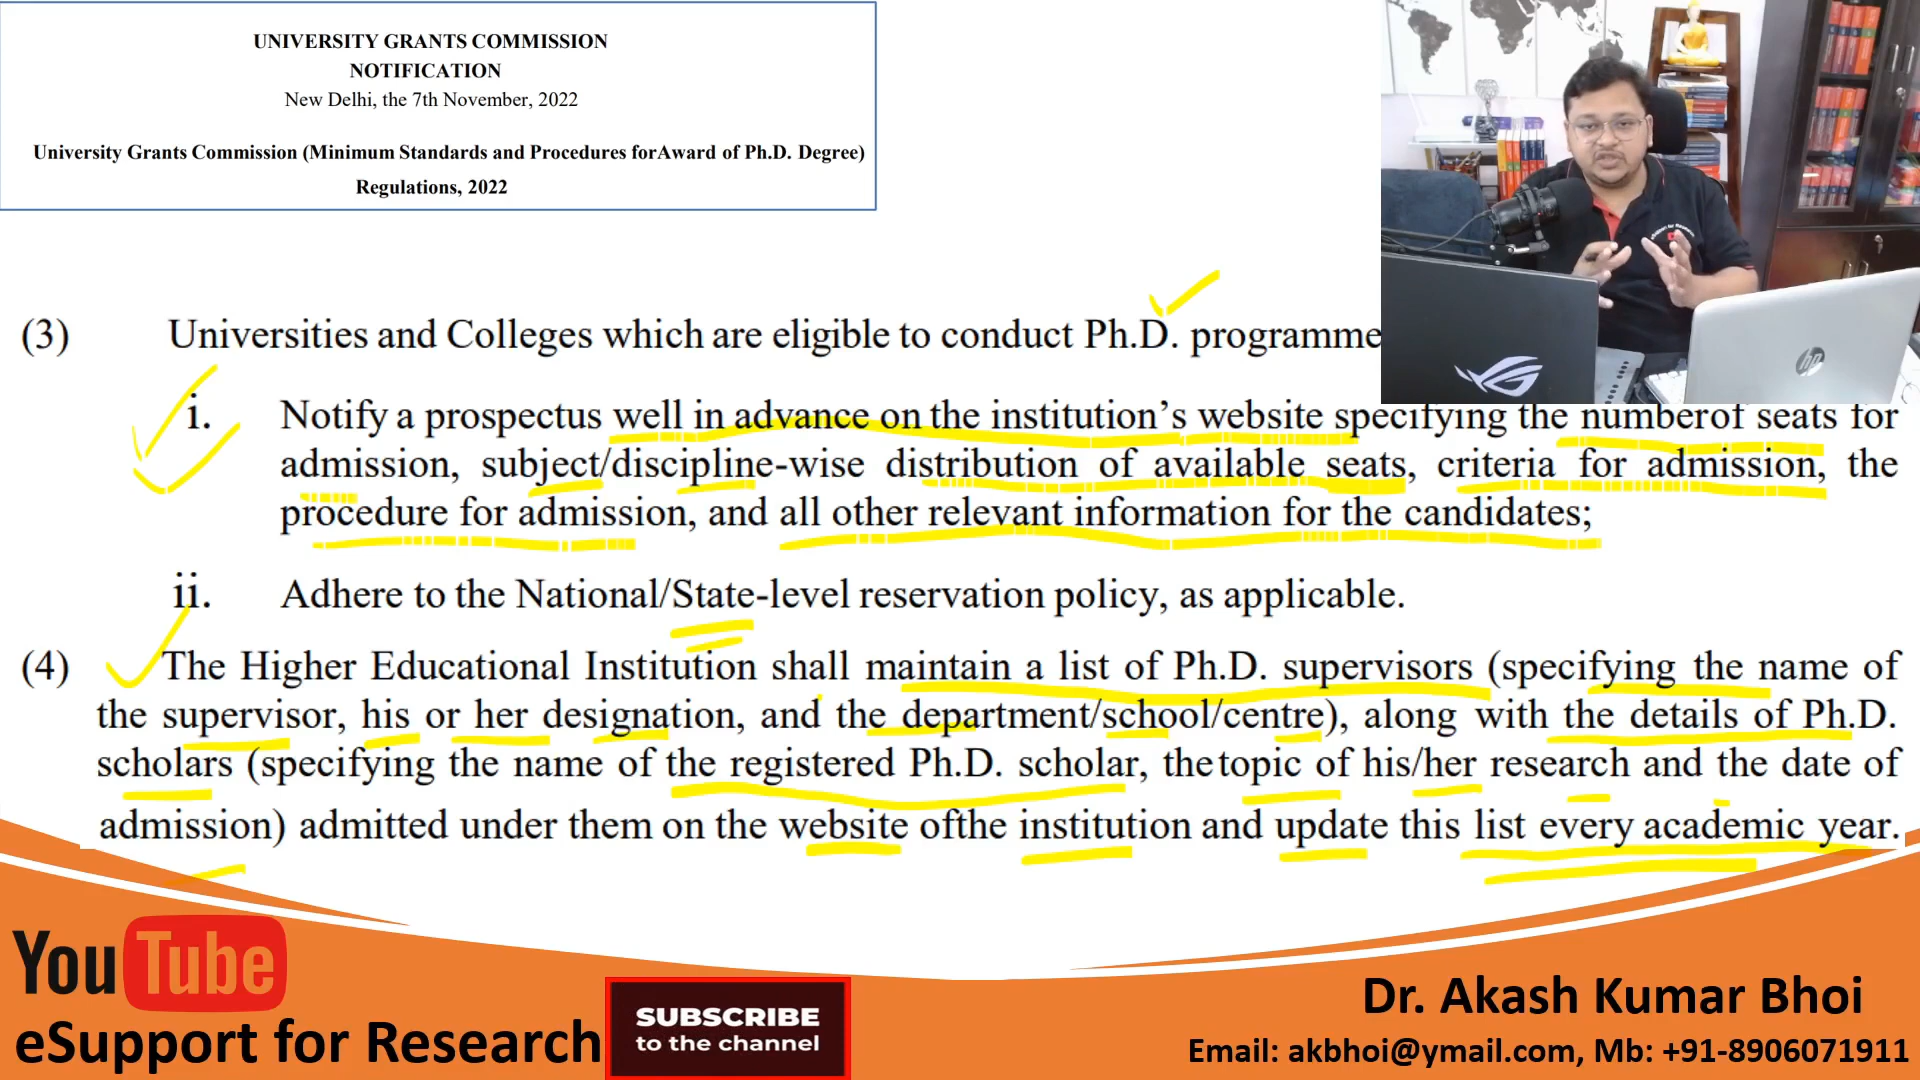 UNIVERSITY GRANTS COMMISSION
NOTIFICATION
New Delhi, the 7th November, 2022
University Grants Commission (Minimum Standards and Procedures forAward of Ph.D. Degree)
Regulations, 2022
(3) Universities and Colleges which are eligible to conduct Ph.D. programme
i. Notify a prospectus well in advance on the institution’s website specifying the numberof seats for
admission, subject/discipline-wise distribution of available seats, criteria for admission, the
procedure for admission, and all other relevant information for the candidates;
ii. Adhere to the National/State-level reservation policy, as applicable.
(4) The Higher Educational Institution shall maintain a list of Ph.D. supervisors (specifying the name of
the supervisor, his or her designation, and the department/school/centre), along with the details of Ph.D.
scholars (specifying the name of the registered Ph.D. scholar, thetopic of his/her research and the date of
admission) admitted under them on the website ofthe institution and update this list every academic year.
YouTube
eSupport for Research
SUBSCRIBE
to the channel
Dr. Akash Kumar Bhoi
Email: akbhoi@ymail.com, Mb: +91-8906071911
hp